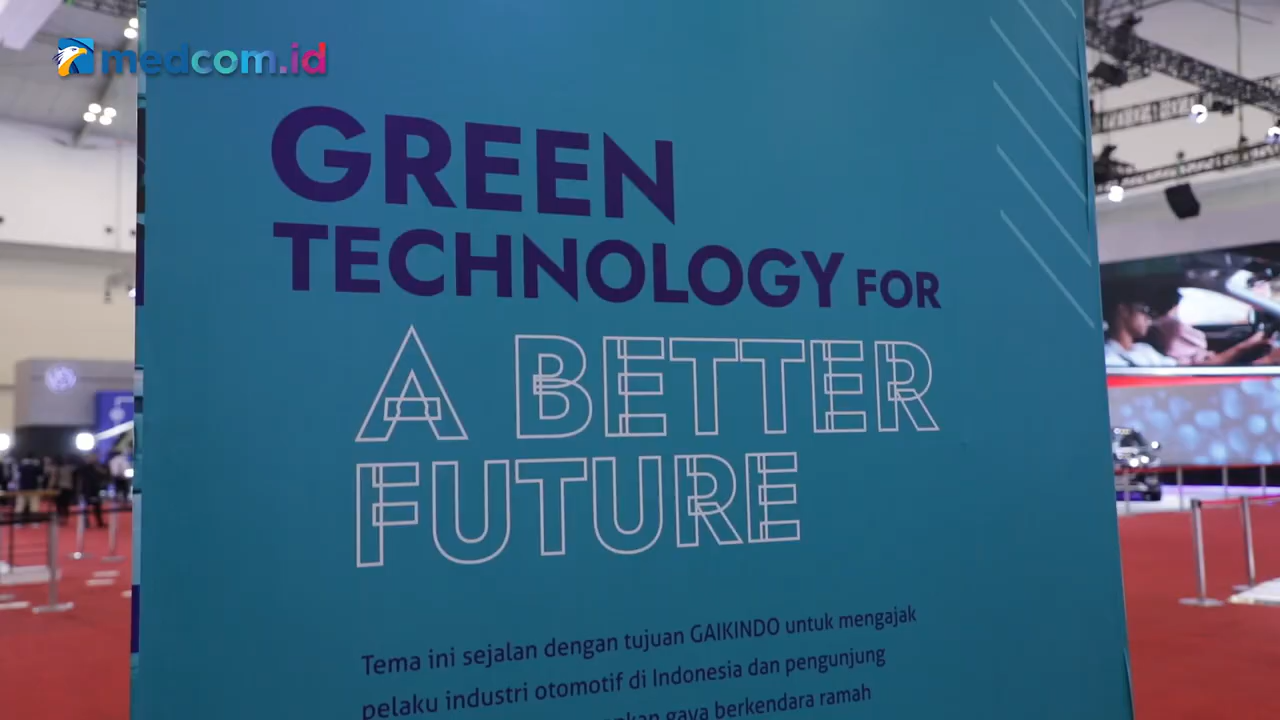 medcom.id
GREEN
TECHNOLOGY FOR
A BETTER
FUTURE
Tema ini sejalan dengan tujuan GAIKINDO untuk mengajak
pelaku industri otomotif di Indonesia dan pengunjung
gaya berkendara ramah